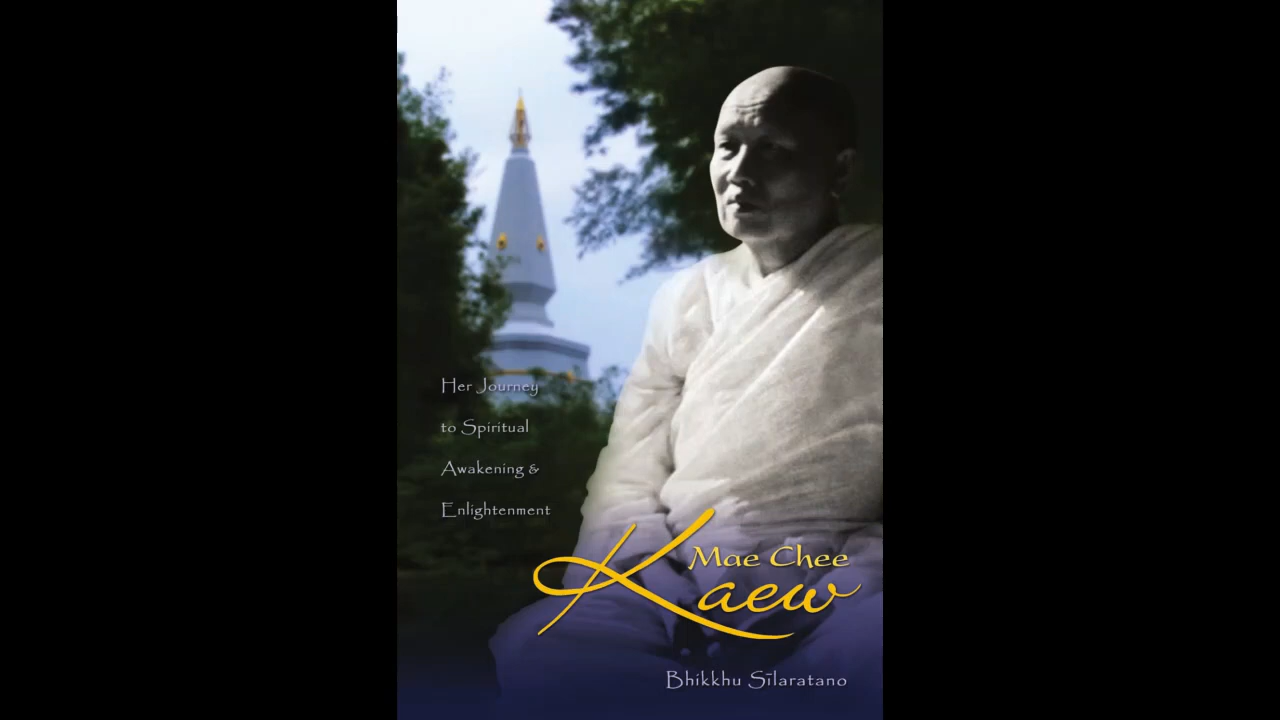 Her Journey
to Spiritual
Awakening &
Enlightenment
Mae Chee
Kaew
Bhikkhu Sīlaratano